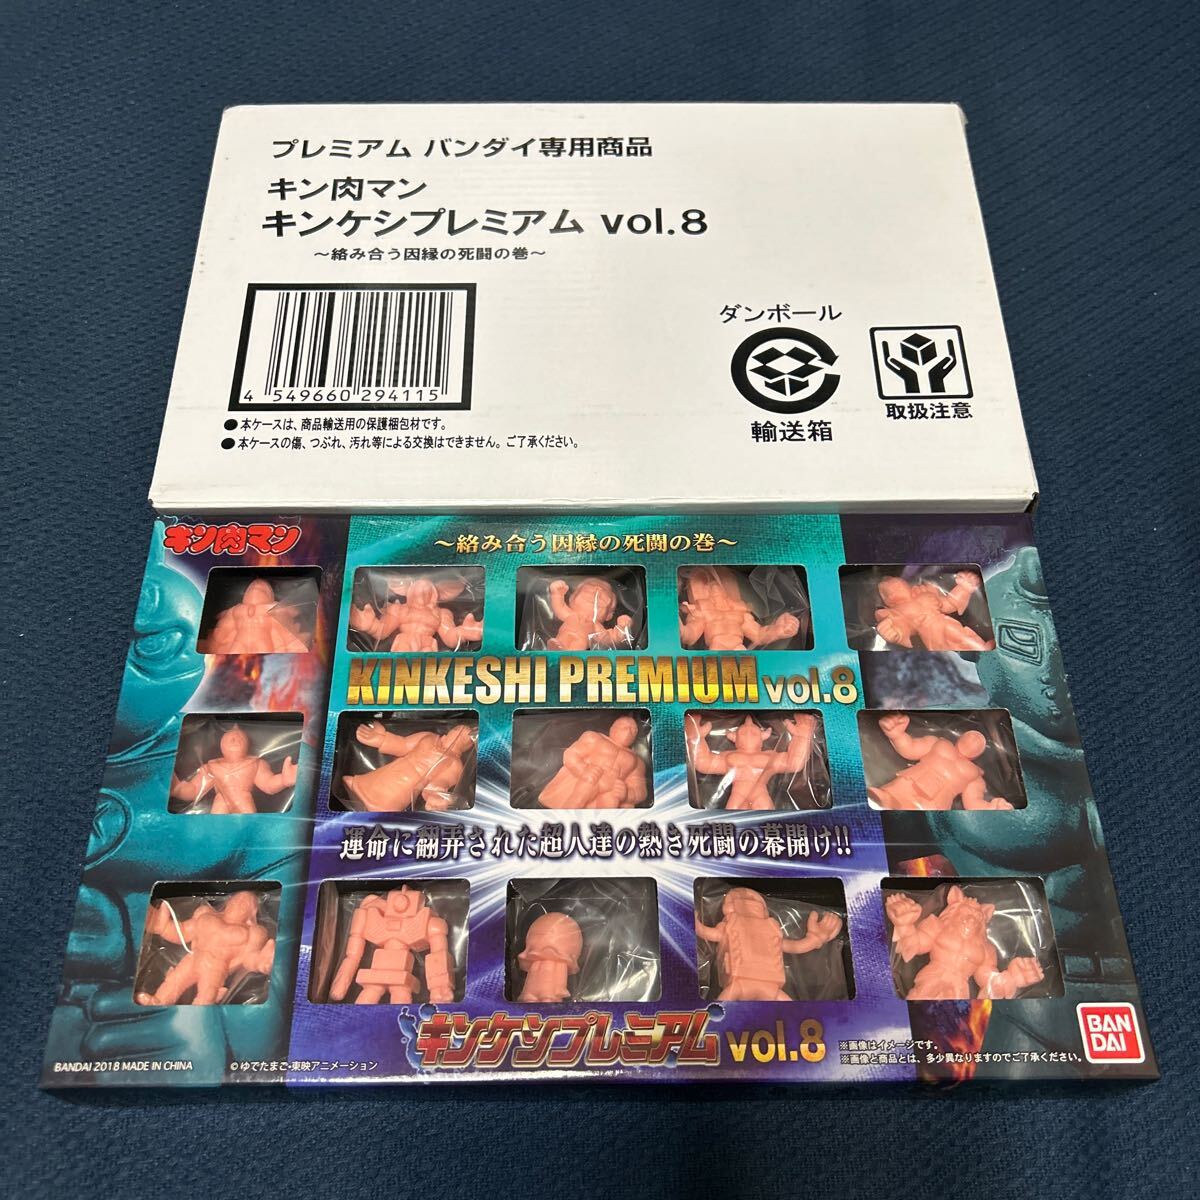 プレミアム バンダイ専用商品
キン肉マン
キンケシプレミアム vol.8
～絡み合う因縁の死闘の巻～
4 549660 294115
●本ケースは、商品輸送用の保護梱包材です。
●本ケースの傷、つぶれ、汚れ等による交換はできません。ご了承ください。
ダンボール
輸送箱
取扱注意
キン肉マン
～絡み合う因縁の死闘の巻～
KINKESHI PREMIUM vol.8
運命に翻弄された超人達の熱き死闘の幕開け!!
キンケシプレミアム vol.8
BANDAI 2018 MADE IN CHINA
©ゆでたまご・東映アニメーション
※画像はイメージです。
※画像と商品とは、多少異なりますのでご了承ください。
BAN
DAI